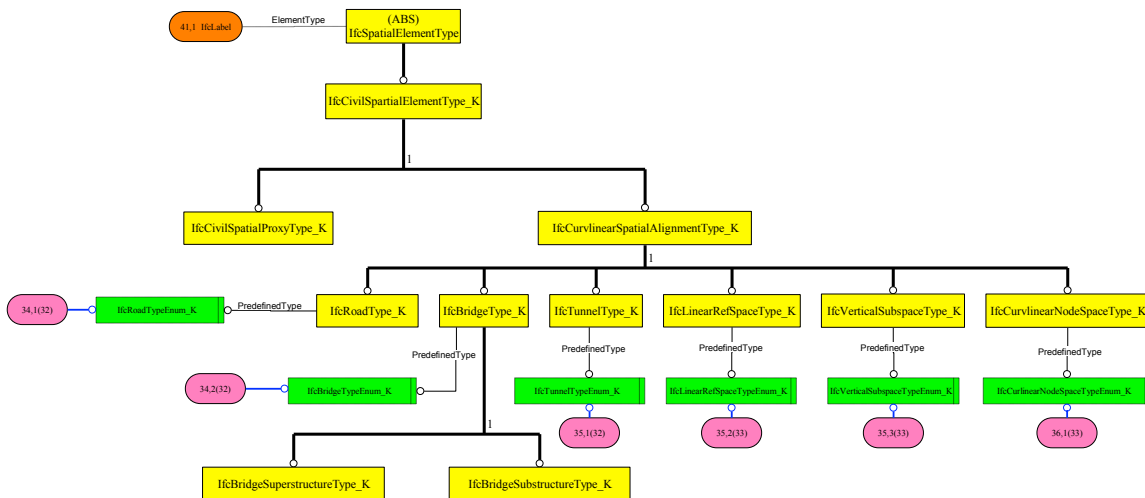 41,1 IfcLabel
ElementType
(ABS)
IfcSpatialElementType
IfcCivilSpartialElementType_K
1
IfcCivilSpatialProxyType_K
IfcCurvlinearSpatialAlignmentType_K
1
34,1(32)
IfcRoadTypeEnum_K
PredefinedType
IfcRoadType_K
IfcBridgeType_K
IfcTunnelType_K
IfcLinearRefSpaceType_K
IfcVerticalSubspaceType_K
IfcCurvlinearNodeSpaceType_K
PredefinedType
PredefinedType
PredefinedType
PredefinedType
PredefinedType
34,2(32)
IfcBridgeTypeEnum_K
IfcTunnelTypeEnum_K
IfcLinearRefSpaceTypeEnum_K
IfcVerticalSubspaceTypeEnum_K
IfcCurlinearNodeSpaceTypeEnum_K
35,1(32)
35,2(33)
35,3(33)
36,1(33)
1
IfcBridgeSuperstructureType_K
IfcBridgeSubstructureType_K